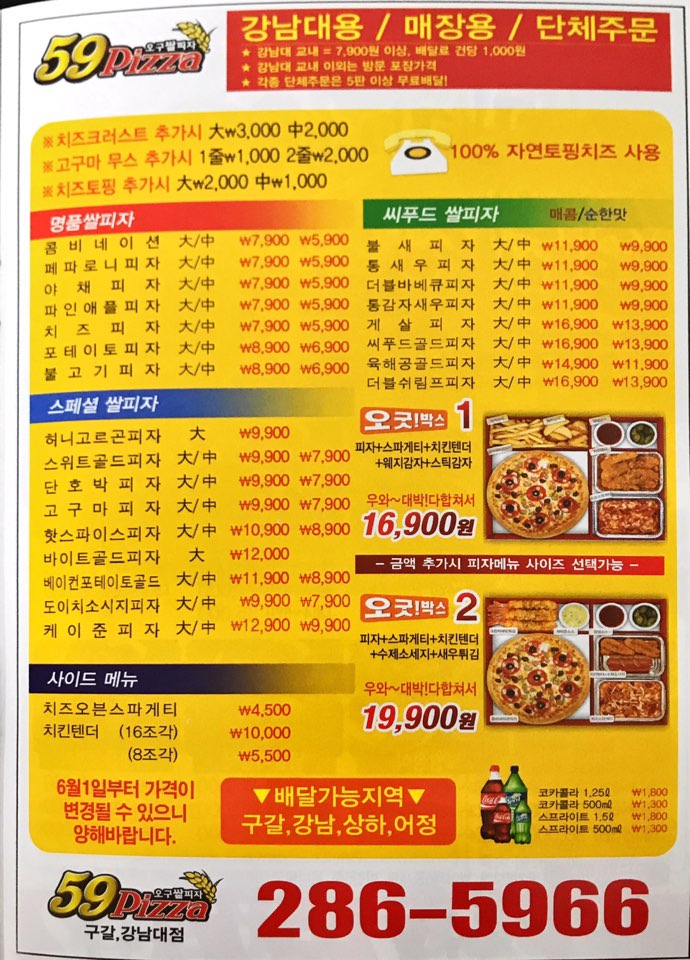 59Pizza 오구쌀피자
강남대용 / 매장용 / 단체주문
★ 강남대 교내 = 7,900원 이상, 배달료 건당 1,000원
★ 강남대 교내 이외는 방문 포장가격
★ 각종 단체주문은 5판 이상 무료배달!
※치즈크러스트 추가시 大₩3,000 中2,000
※고구마 무스 추가시 1줄₩1,000 2줄₩2,000
※치즈토핑 추가시 大₩2,000 中₩1,000
100% 자연토핑치즈 사용
명품쌀피자
콤비네이션 大/中 ₩7,900 ₩5,900
페파로니피자 大/中 ₩7,900 ₩5,900
야채피자 大/中 ₩7,900 ₩5,900
파인애플피자 大/中 ₩7,900 ₩5,900
치즈피자 大/中 ₩7,900 ₩5,900
포테이토피자 大/中 ₩8,900 ₩6,900
불고기피자 大/中 ₩8,900 ₩6,900
스페셜 쌀피자
허니고르곤피자 大 ₩9,900
스위트골드피자 大/中 ₩9,900 ₩7,900
단호박피자 大/中 ₩9,900 ₩7,900
고구마피자 大/中 ₩9,900 ₩7,900
핫스파이스피자 大/中 ₩10,900 ₩8,900
바이트골드피자 大 ₩12,000
베이컨포테이토골드 大/中 ₩11,900 ₩8,900
도이치소시지피자 大/中 ₩9,900 ₩7,900
케이준피자 大/中 ₩12,900 ₩9,900
사이드 메뉴
치즈오븐스파게티 ₩4,500
치킨텐더 (16조각) ₩10,000
(8조각) ₩5,500
씨푸드 쌀피자 매콤/순한맛
불새피자 大/中 ₩11,900 ₩9,900
통새우피자 大/中 ₩11,900 ₩9,900
더블바베큐피자 大/中 ₩11,900 ₩9,900
통감자새우피자 大/中 ₩11,900 ₩9,900
게살피자 大/中 ₩16,900 ₩13,900
씨푸드골드피자 大/中 ₩16,900 ₩13,900
육해공골드피자 大/中 ₩14,900 ₩11,900
더블쉬림프피자 大/中 ₩16,900 ₩13,900
오굿!박스 1
피자+스파게티+치킨텐더
+웨지감자+스틱감자
우와~대박!다합쳐서
16,900원
- 금액 추가시 피자메뉴 사이즈 선택가능 -
오굿!박스 2
피자+스파게티+치킨텐더
+수제소세지+새우튀김
우와~대박!다합쳐서
19,900원
6월1일부터 가격이
변경될 수 있으니
양해바랍니다.
▼배달가능지역▼
구갈,강남,상하,어정
코카콜라 1,25ℓ ₩1,800
코카콜라 500㎖ ₩1,300
스프라이트 1.5ℓ ₩1,800
스프라이트 500㎖ ₩1,300
59Pizza 오구쌀피자
구갈,강남대점
286-5966